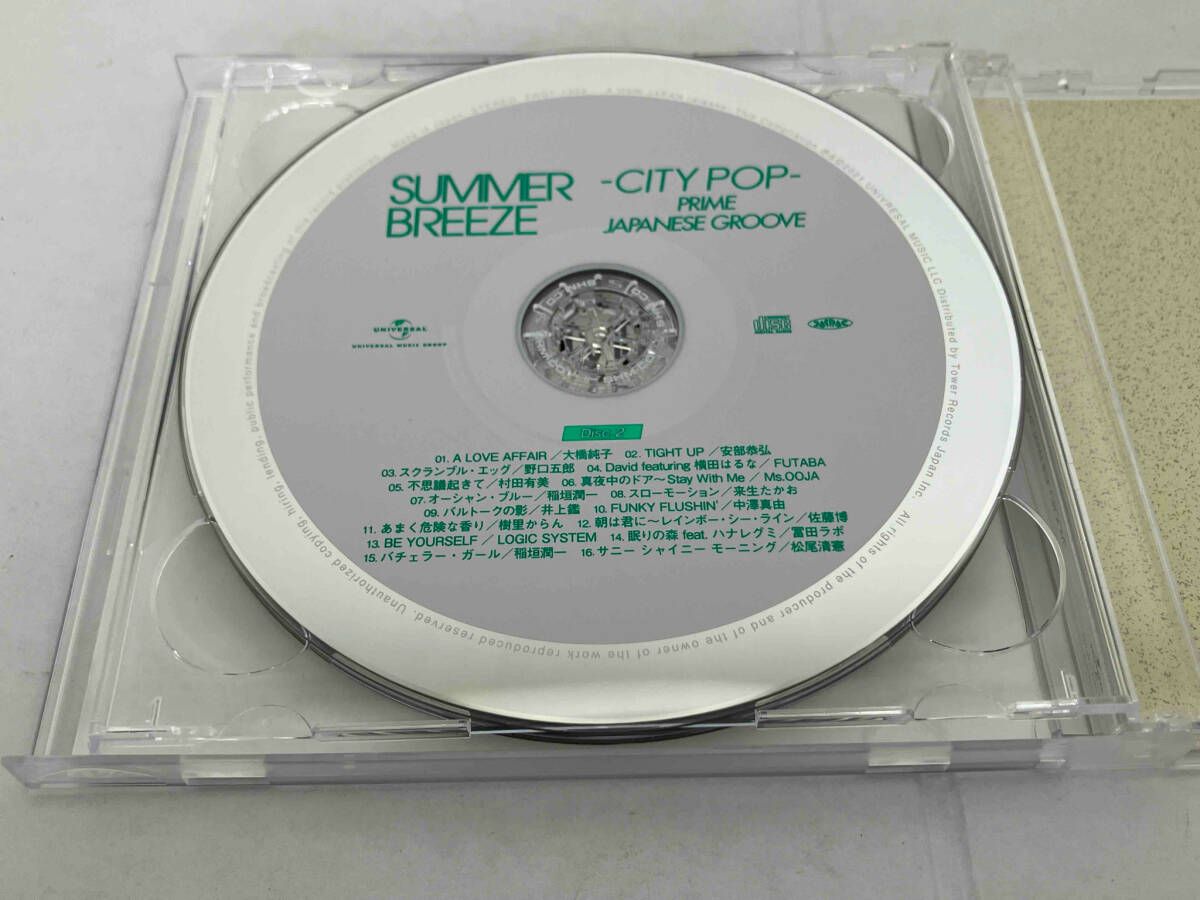 SUMMER
BREEZE
-CITY POP-
PRIME
JAPANESE GROOVE
UNIVERSAL
UNIVERSAL MUSIC GROUP
Disc 2
01. A LOVE AFFAIR／大橋純子 02. TIGHT UP／安部恭弘
03. スクランブル・エッグ／野口五郎 04. David featuring 横田はるな／FUTABA
05. 不思議起きて／村田有美 06. 真夜中のドア〜Stay With Me／Ms.OOJA
07. オーシャン・ブルー／稲垣潤一 08. スローモーション／来生たかお
09. バルトークの影／井上鑑 10. FUNKY FLUSHIN'／中澤真由
11. あまく危険な香り／樹里からん 12. 朝は君に〜レインボー・シー・ライン／佐藤博
13. BE YOURSELF／LOGIC SYSTEM 14. 眠りの森 feat. ハナレグミ／冨田ラボ
15. バチェラー・ガール／稲垣潤一 16. サニー シャイニー モーニング／松尾清憲
UNIVERSAL MUSIC LLC Distributed by Tower Records Japan Inc. All rights of the producer and of the owner of the work reproduced reserved. Unauthorized copying, hiring, lending, public performance and broadcasting of the